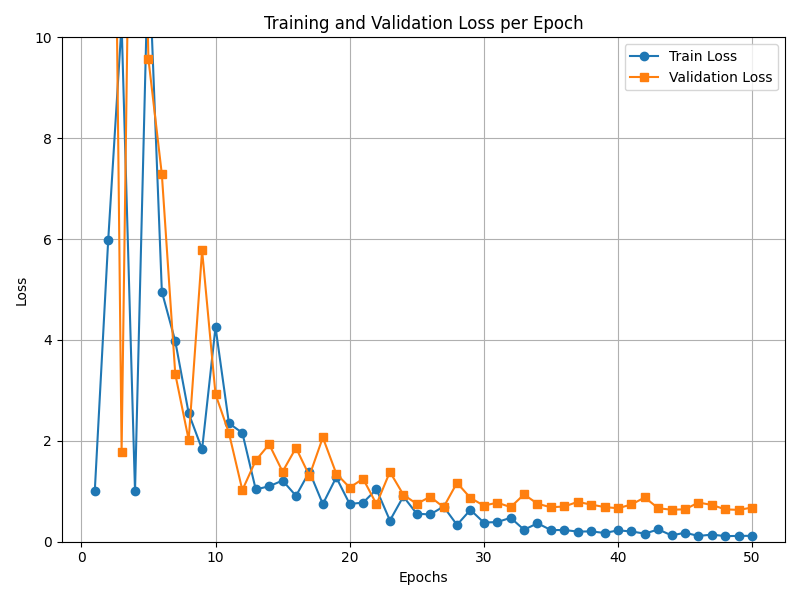 Training and Validation Loss per Epoch
Train Loss
Validation Loss
Loss
10
8
6
4
2
0
0 10 20 30 40 50
Epochs